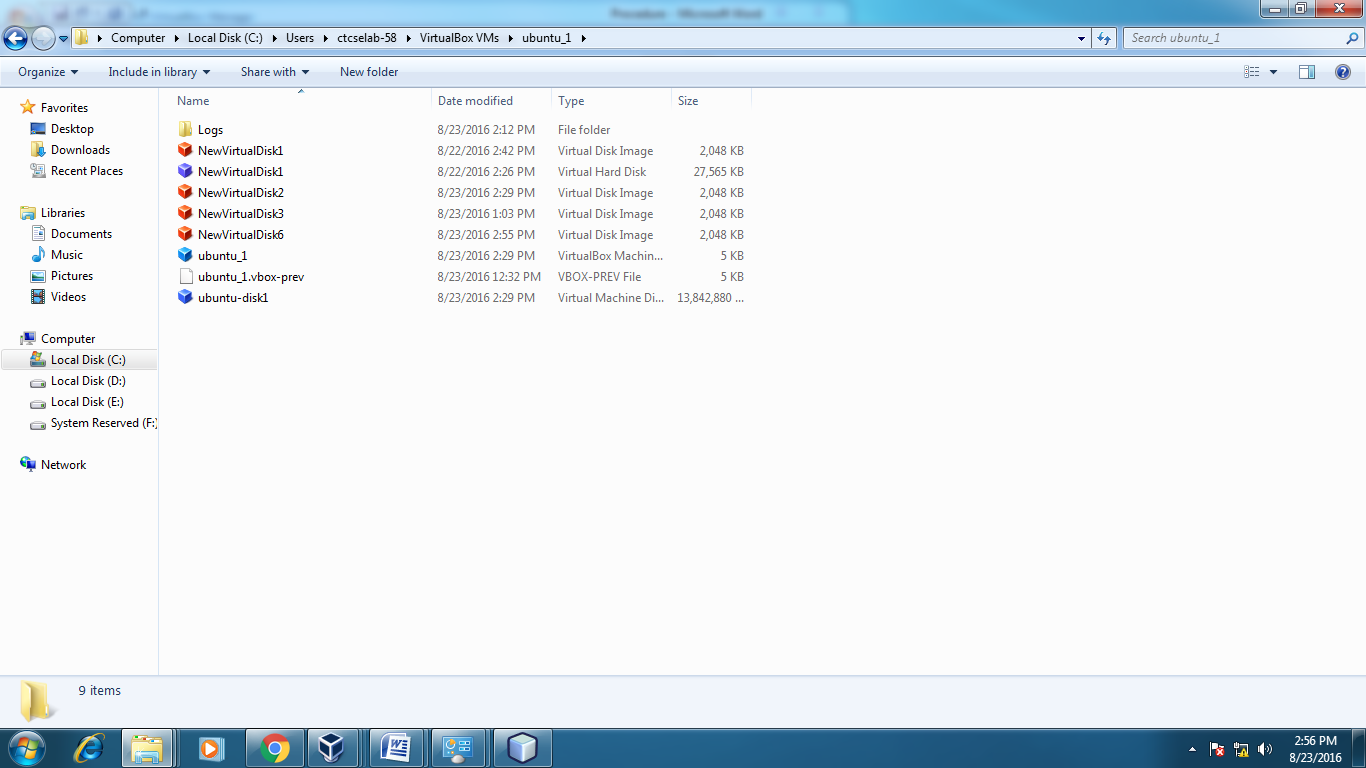 Procedure - Microsoft Word
Computer Local Disk (C:) Users ctcselab-58 VirtualBox VMs ubuntu_1
Search ubuntu_1
Organize Include in library Share with New folder
Name Date modified Type Size
Favorites
Desktop
Downloads
Recent Places
Libraries
Documents
Music
Pictures
Videos
Computer
Local Disk (C:)
Local Disk (D:)
Local Disk (E:)
System Reserved (F:)
Network
Logs 8/23/2016 2:12 PM File folder
NewVirtualDisk1 8/22/2016 2:42 PM Virtual Disk Image 2,048 KB
NewVirtualDisk1 8/22/2016 2:26 PM Virtual Hard Disk 27,565 KB
NewVirtualDisk2 8/23/2016 2:29 PM Virtual Disk Image 2,048 KB
NewVirtualDisk3 8/23/2016 1:03 PM Virtual Disk Image 2,048 KB
NewVirtualDisk6 8/23/2016 2:55 PM Virtual Disk Image 2,048 KB
ubuntu_1 8/23/2016 2:29 PM VirtualBox Machin... 5 KB
ubuntu_1.vbox-prev 8/23/2016 12:32 PM VBOX-PREV File 5 KB
ubuntu-disk1 8/23/2016 2:29 PM Virtual Machine Di... 13,842,880 ...
9 items
2:56 PM
8/23/2016